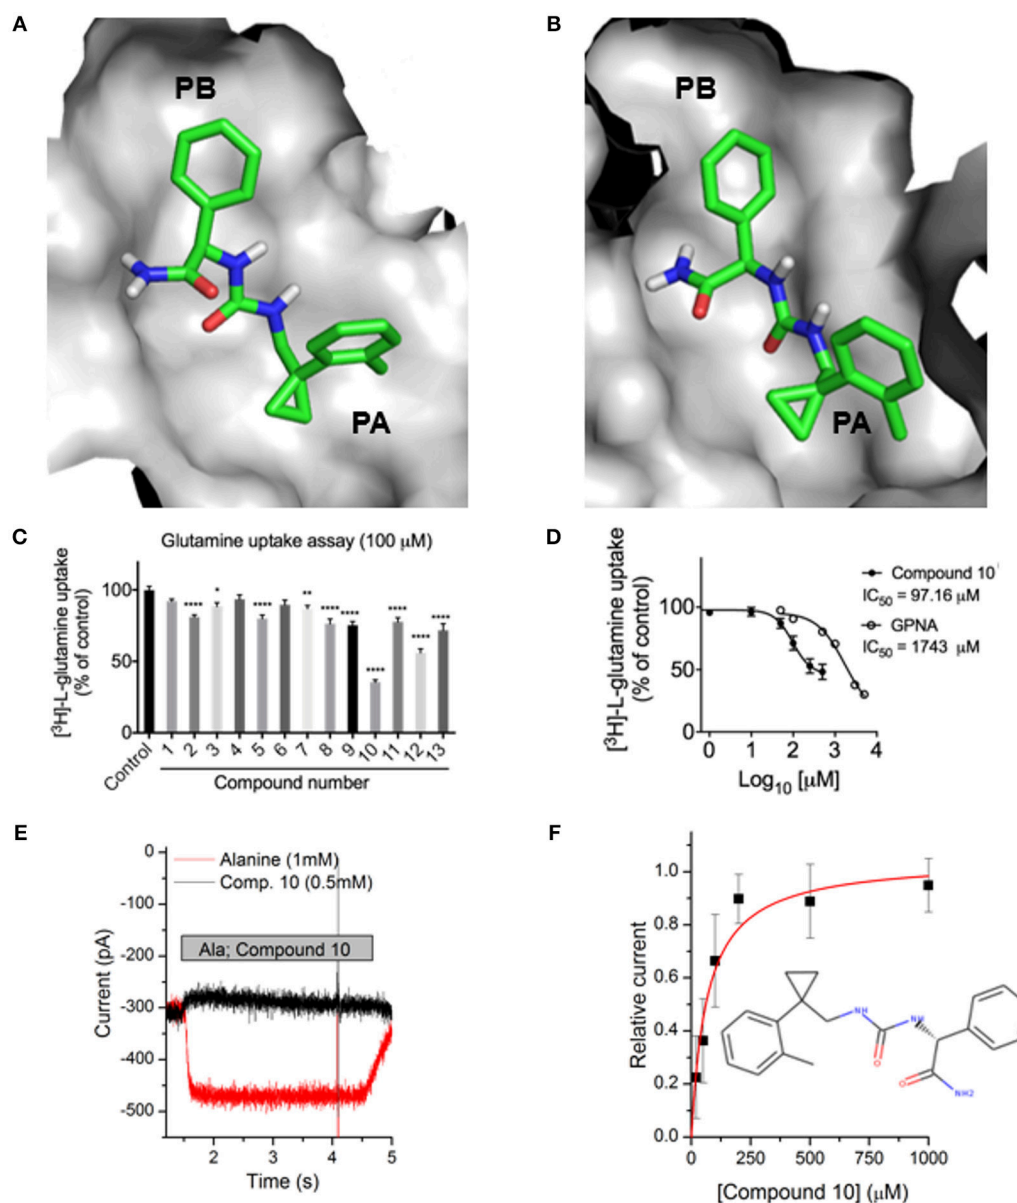 A
B
PB
PB
PA
PA
C
Glutamine uptake assay (100 μM)
[³H]-L-glutamine uptake
(% of control)
100
50
0
****
*
****
**
****
****
****
****
****
****
Control
1
2
3
4
5
6
7
8
9
10
11
12
13
Compound number
D
[³H]-L-glutamine uptake
(% of control)
100
50
0
0
1
2
3
4
Log₁₀ [μM]
Compound 10
IC₅₀ = 97.16 μM
GPNA
IC₅₀ = 1743 μM
E
Current (pA)
0
-100
-200
-300
-400
-500
Alanine (1mM)
Comp. 10 (0.5mM)
Ala; Compound 10
2
3
4
5
Time (s)
F
Relative current
1.0
0.8
0.6
0.4
0.2
0.0
NH
NH
O
O
NH2
0
250
500
750
1000
[Compound 10] (μM)